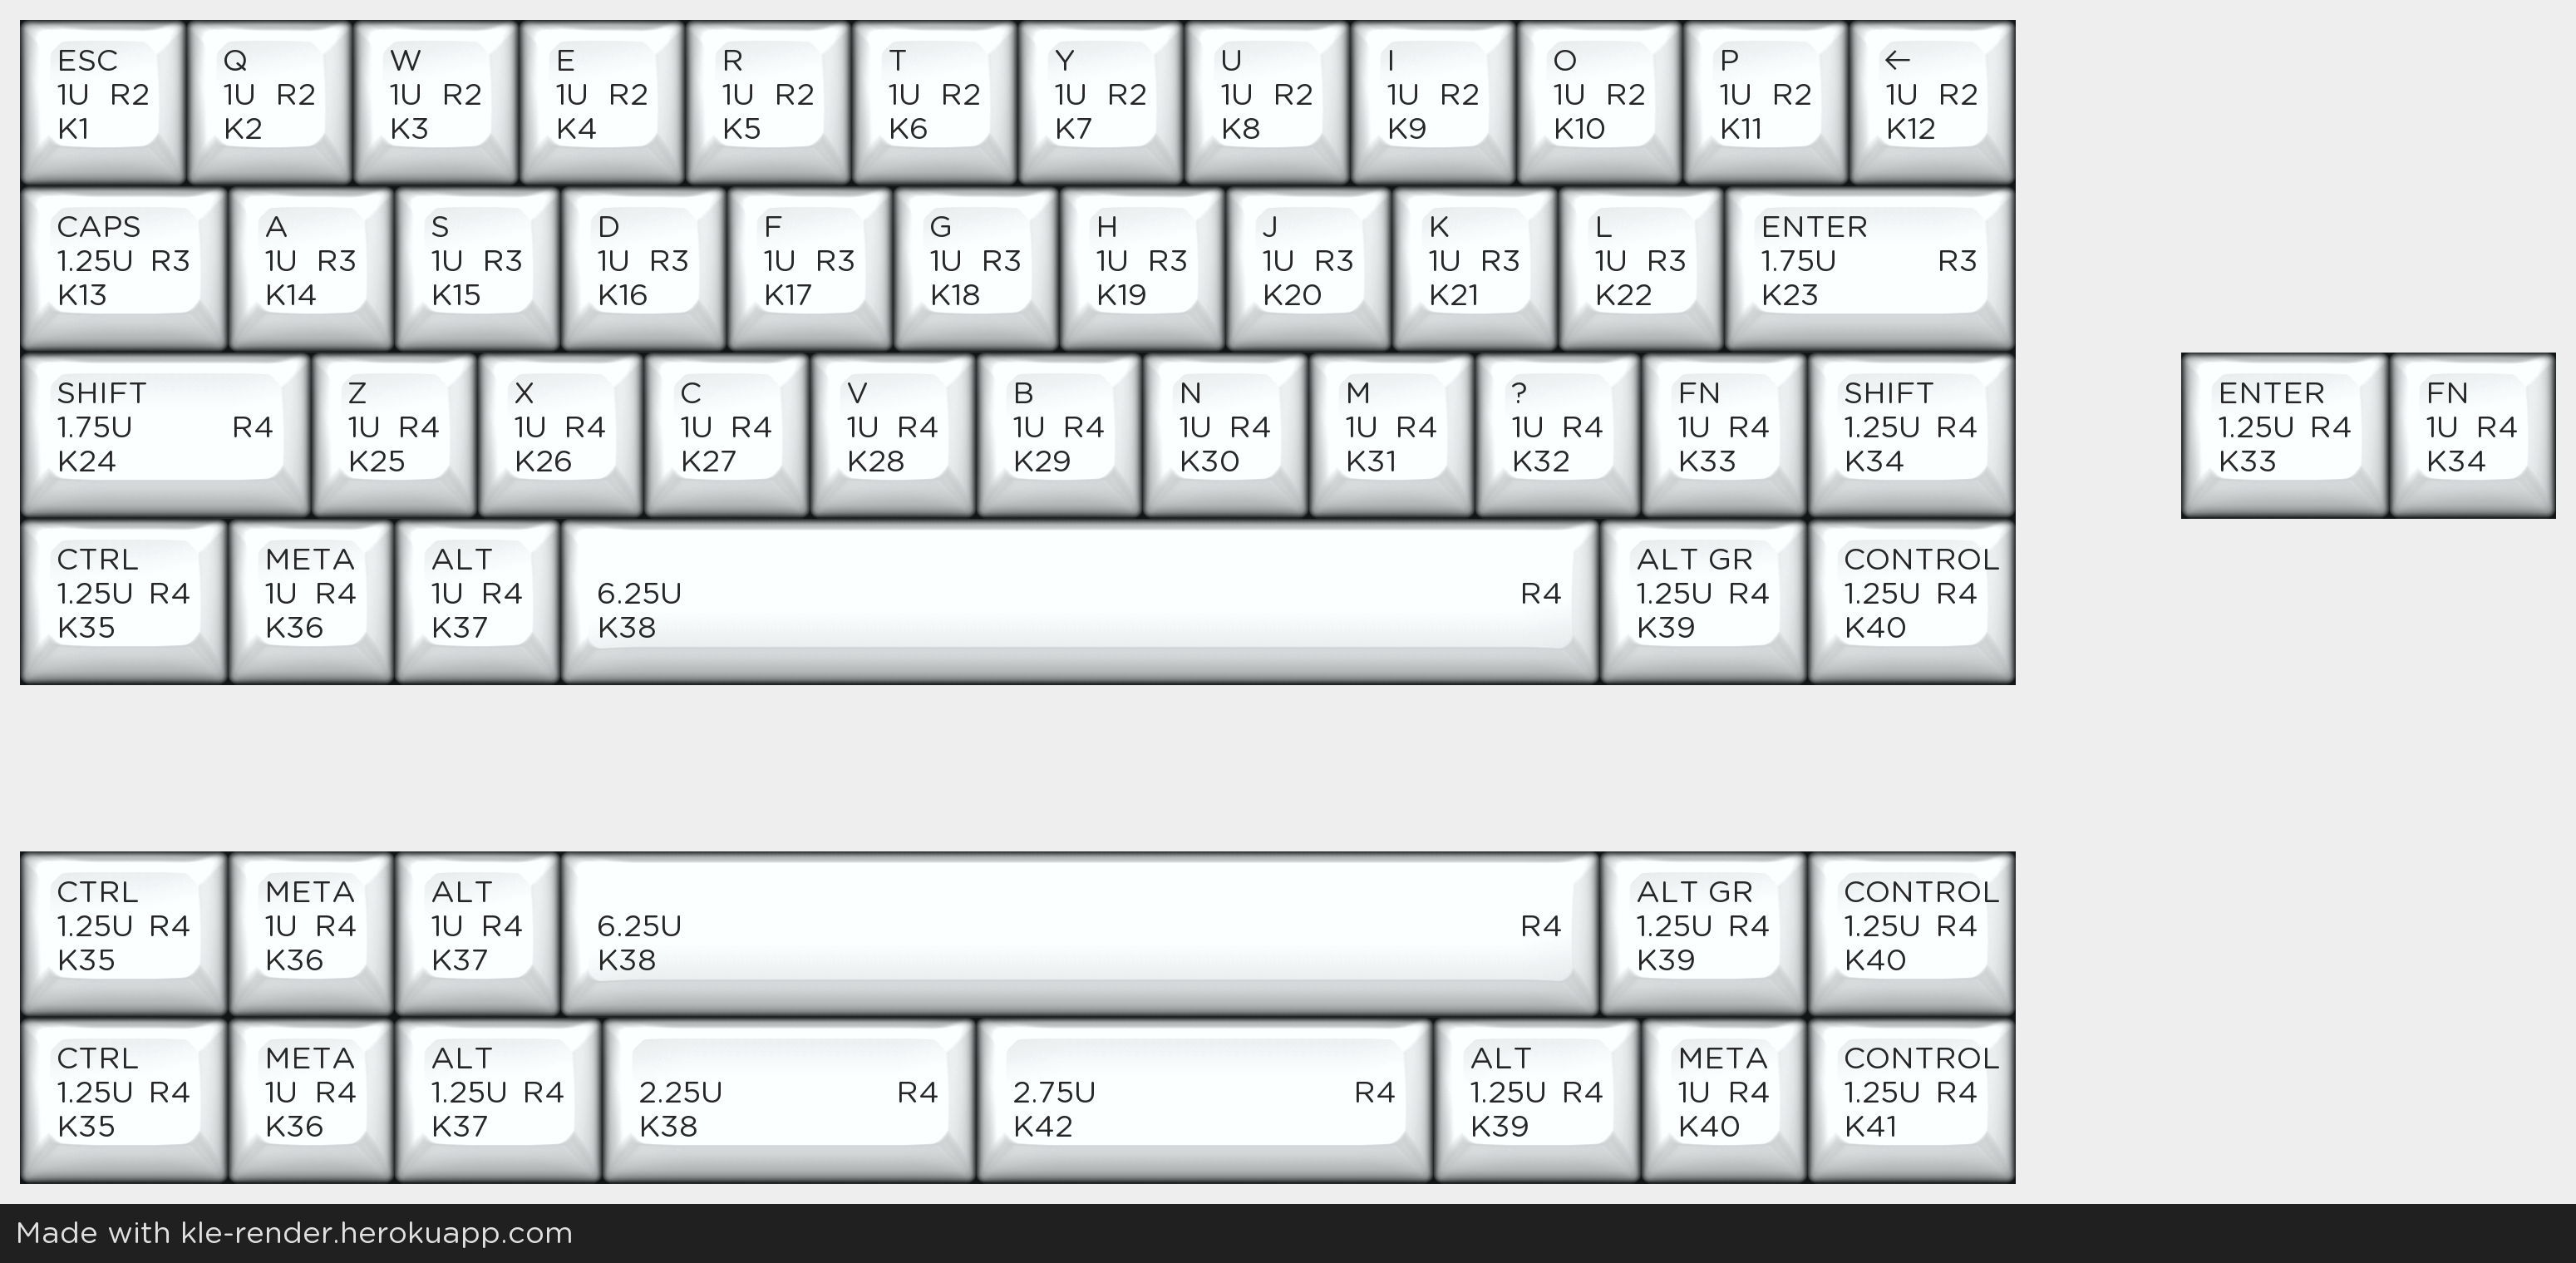 ESC Q W E R T Y U I O P ←
1U R2 1U R2 1U R2 1U R2 1U R2 1U R2 1U R2 1U R2 1U R2 1U R2 1U R2 1U R2
K1 K2 K3 K4 K5 K6 K7 K8 K9 K10 K11 K12
CAPS A S D F G H J K L ENTER
1.25U R3 1U R3 1U R3 1U R3 1U R3 1U R3 1U R3 1U R3 1U R3 1U R3 1.75U R3
K13 K14 K15 K16 K17 K18 K19 K20 K21 K22 K23
SHIFT Z X C V B N M ? FN SHIFT ENTER FN
1.75U R4 1U R4 1U R4 1U R4 1U R4 1U R4 1U R4 1U R4 1U R4 1U R4 1.25U R4 1.25U R4 1U R4
K24 K25 K26 K27 K28 K29 K30 K31 K32 K33 K34 K33 K34
CTRL META ALT ALT GR CONTROL
1.25U R4 1U R4 1U R4 6.25U R4 1.25U R4 1.25U R4
K35 K36 K37 K38 K39 K40
CTRL META ALT ALT GR CONTROL
1.25U R4 1U R4 1U R4 6.25U R4 1.25U R4 1.25U R4
K35 K36 K37 K38 K39 K40
CTRL META ALT ALT META CONTROL
1.25U R4 1U R4 1.25U R4 2.25U R4 2.75U R4 1.25U R4 1U R4 1.25U R4
K35 K36 K37 K38 K42 K39 K40 K41
Made with kle-render.herokuapp.com